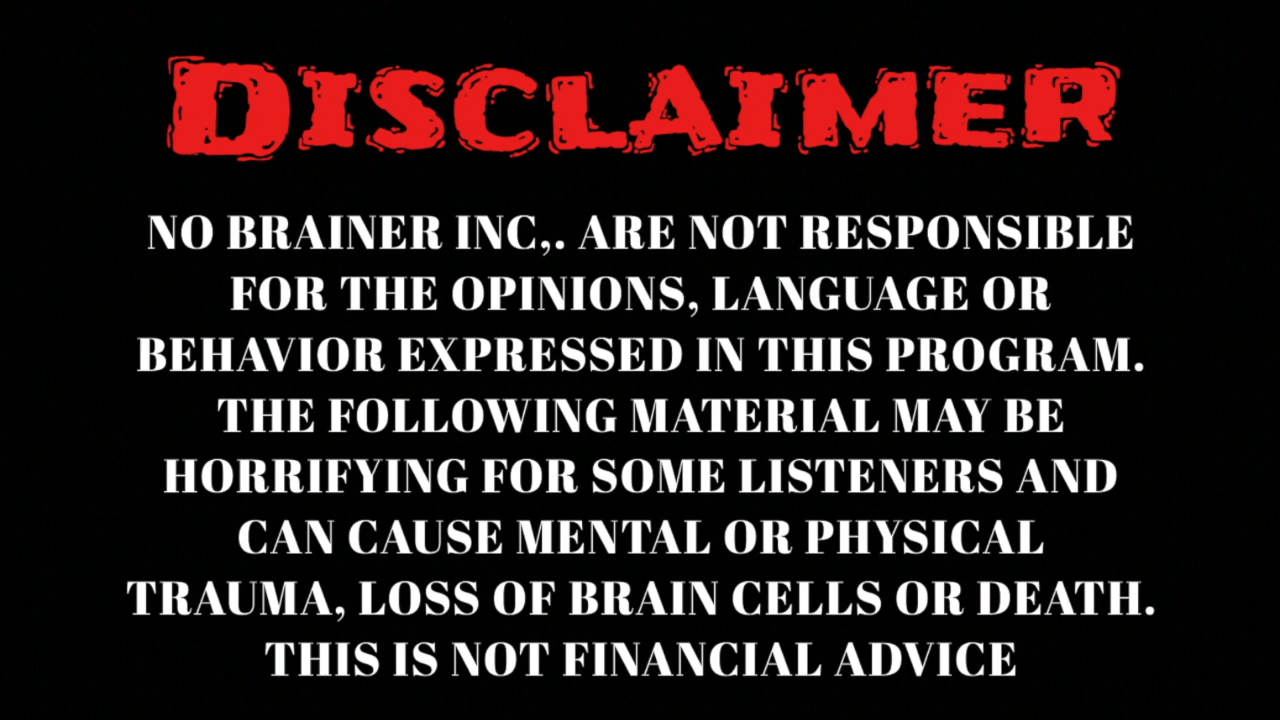 DISCLAIMER
NO BRAINER INC,. ARE NOT RESPONSIBLE
FOR THE OPINIONS, LANGUAGE OR
BEHAVIOR EXPRESSED IN THIS PROGRAM.
THE FOLLOWING MATERIAL MAY BE
HORRIFYING FOR SOME LISTENERS AND
CAN CAUSE MENTAL OR PHYSICAL
TRAUMA, LOSS OF BRAIN CELLS OR DEATH.
THIS IS NOT FINANCIAL ADVICE